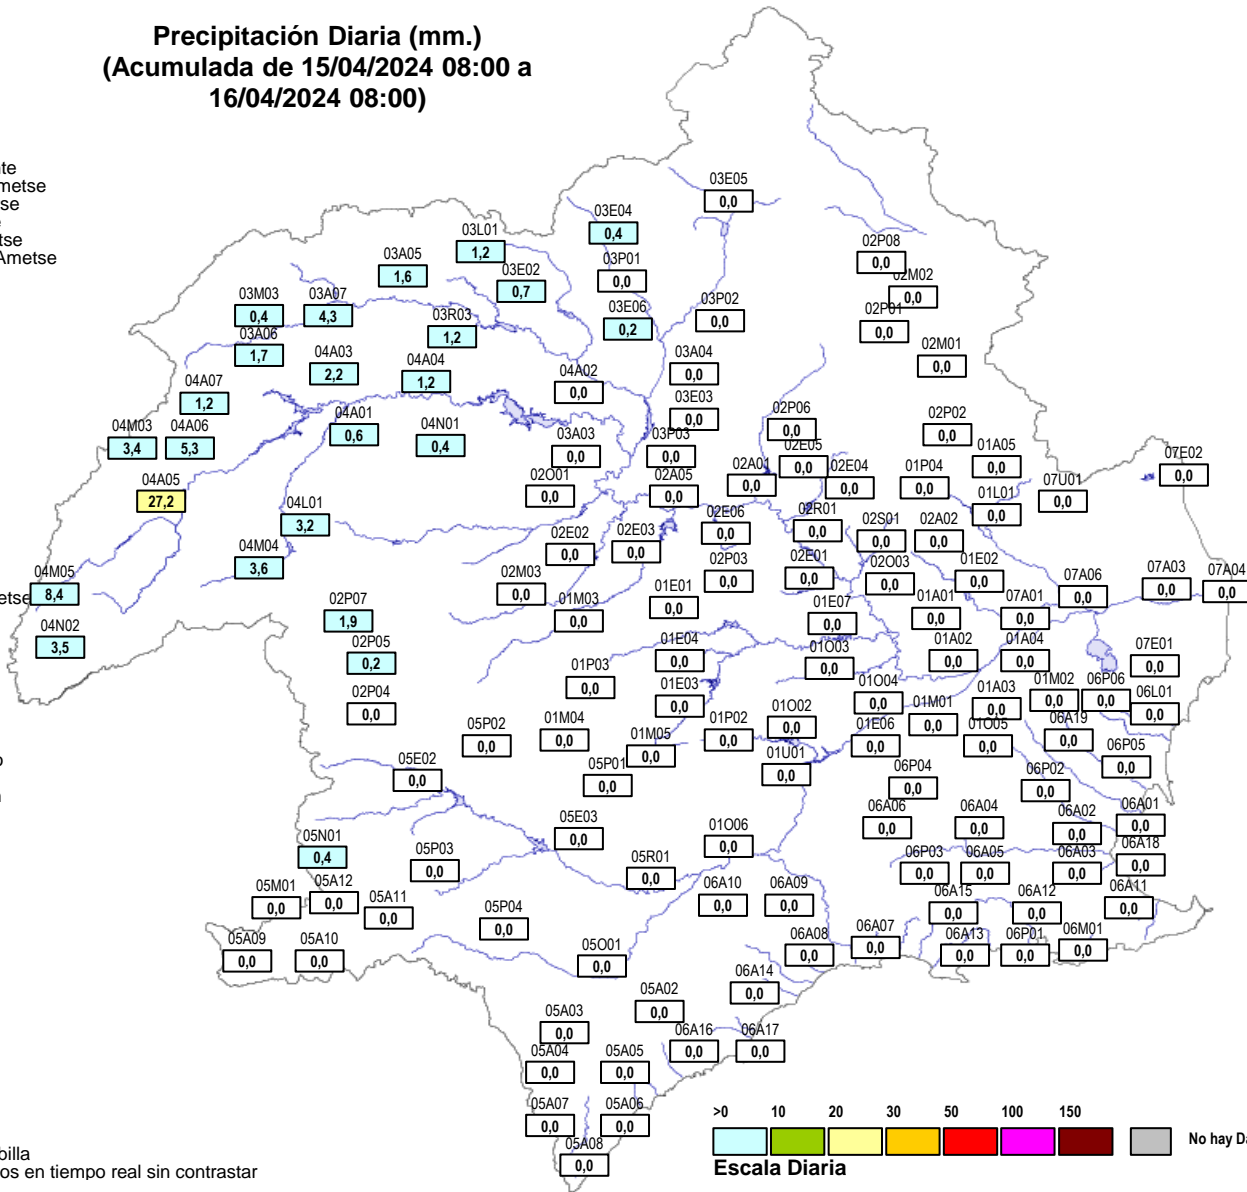 Precipitación Diaria (mm.)
(Acumulada de 15/04/2024 08:00 a
16/04/2024 08:00)
nte
metse
tse
e
tse
Ametse
etse
o
n
billa
os en tiempo real sin contrastar
03E05
0,0
03E04
0,4
03L01
1,2
03A05
1,6
03E02
0,7
03P01
0,0
02P08
0,0
02M02
0,0
03M03
0,4
03A07
4,3
03R03
1,2
03E06
0,2
03P02
0,0
02P01
0,0
03A06
1,7
04A03
2,2
04A04
1,2
04A02
0,0
03A04
0,0
02M01
0,0
04A07
1,2
03E03
0,0
04M03
3,4
04A06
5,3
04A01
0,6
04N01
0,4
03A03
0,0
03P03
0,0
02P06
0,0
02P02
0,0
02E05
0,0
01A05
0,0
07E02
0,0
04A05
27,2
02O01
0,0
02A05
0,0
02A01
0,0
02E04
0,0
01P04
0,0
07U01
0,0
01L01
0,0
04L01
3,2
02E06
0,0
02R01
0,0
02S01
0,0
02A02
0,0
04M04
3,6
02E02
0,0
02E03
0,0
02P03
0,0
02E01
0,0
02O03
0,0
01E02
0,0
04M05
8,4
02M03
0,0
01M03
0,0
01E01
0,0
01E07
0,0
01A01
0,0
07A01
0,0
07A06
0,0
07A03
0,0
07A04
0,0
04N02
3,5
02P07
1,9
02P05
0,2
01E04
0,0
01O03
0,0
01A02
0,0
01A04
0,0
07E01
0,0
02P04
0,0
01P03
0,0
01E03
0,0
01O04
0,0
01M02
0,0
06P06
0,0
06L01
0,0
01A03
0,0
01M01
0,0
05P02
0,0
01M04
0,0
01M05
0,0
01P02
0,0
01O02
0,0
01E06
0,0
01O05
0,0
06A19
0,0
06P05
0,0
05E02
0,0
05P01
0,0
01U01
0,0
06P04
0,0
06P02
0,0
05E03
0,0
01O06
0,0
06A06
0,0
06A04
0,0
06A02
0,0
06A01
0,0
05N01
0,4
05P03
0,0
05R01
0,0
06P03
0,0
06A05
0,0
06A03
0,0
06A18
0,0
05M01
0,0
05A12
0,0
05A11
0,0
06A10
0,0
06A09
0,0
06A15
0,0
06A12
0,0
06A11
0,0
05P04
0,0
05A09
0,0
05A10
0,0
05O01
0,0
06A08
0,0
06A07
0,0
06A13
0,0
06P01
0,0
06M01
0,0
06A14
0,0
05A02
0,0
05A03
0,0
06A16
0,0
06A17
0,0
05A04
0,0
05A05
0,0
05A07
0,0
05A06
0,0
05A08
0,0
>0 10 20 30 50 100 150
No hay Da
Escala Diaria